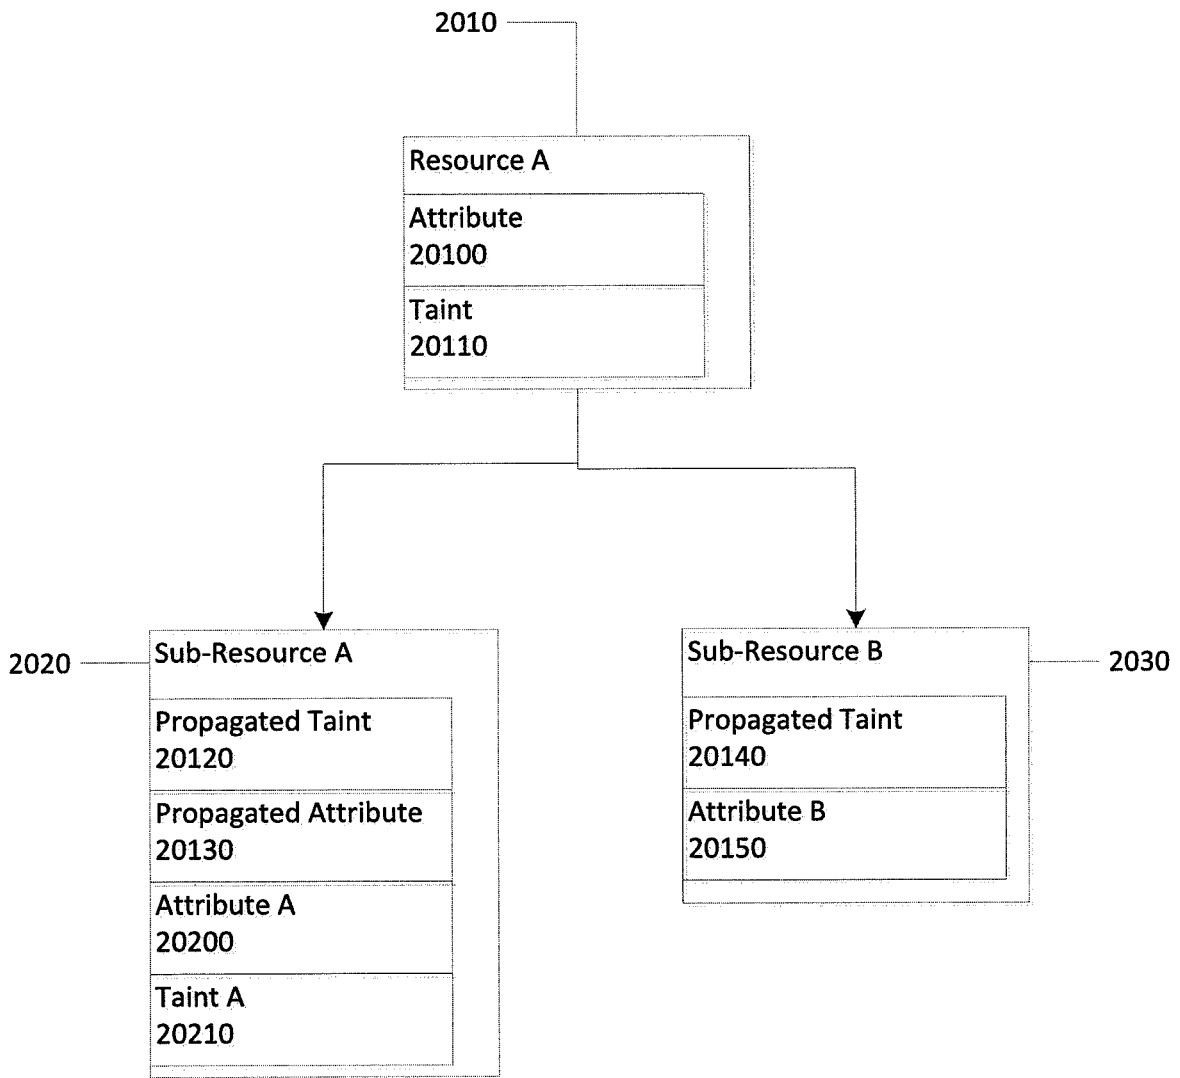 2010
Resource A
Attribute
20100
Taint
20110
2020
Sub-Resource A
Propagated Taint
20120
Propagated Attribute
20130
Attribute A
20200
Taint A
20210
Sub-Resource B
2030
Propagated Taint
20140
Attribute B
20150